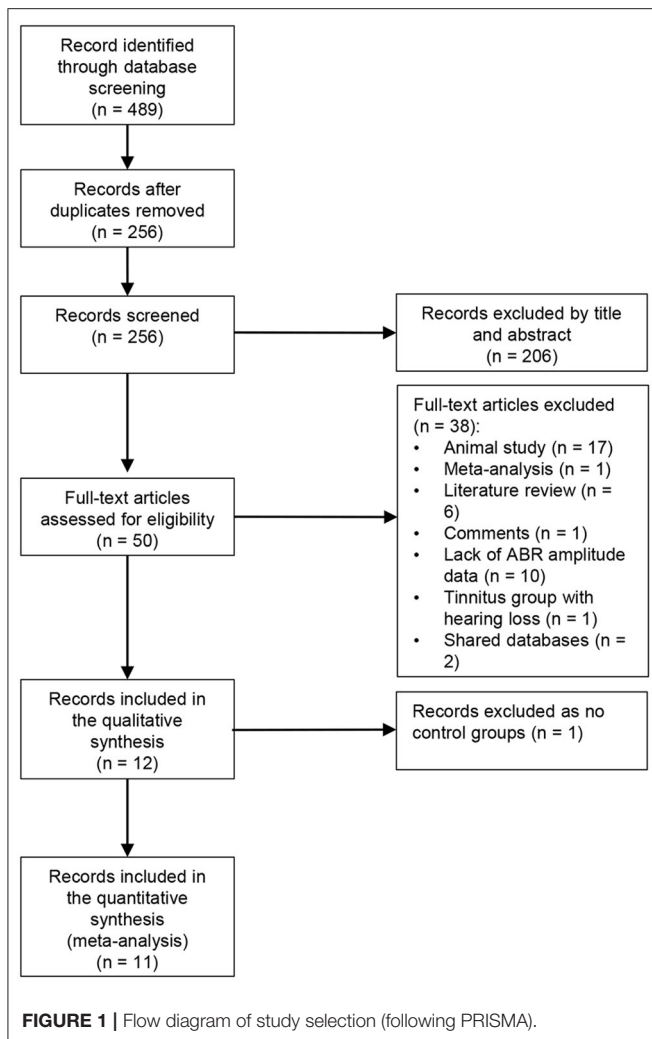 Record identified
through database
screening
(n = 489)
Records after
duplicates removed
(n = 256)
Records screened
(n = 256)
Records excluded by title
and abstract
(n = 206)
Full-text articles
assessed for eligibility
(n = 50)
Full-text articles excluded
(n = 38):
• Animal study (n = 17)
• Meta-analysis (n = 1)
• Literature review (n =
6)
• Comments (n = 1)
• Lack of ABR amplitude
data (n = 10)
• Tinnitus group with
hearing loss (n = 1)
• Shared databases (n =
2)
Records included in
the qualitative
synthesis
(n = 12)
Records excluded as no
control groups (n = 1)
Records included in
the quantitative
synthesis
(meta-analysis)
n = 11)
FIGURE 1 | Flow diagram of study selection (following PRISMA).